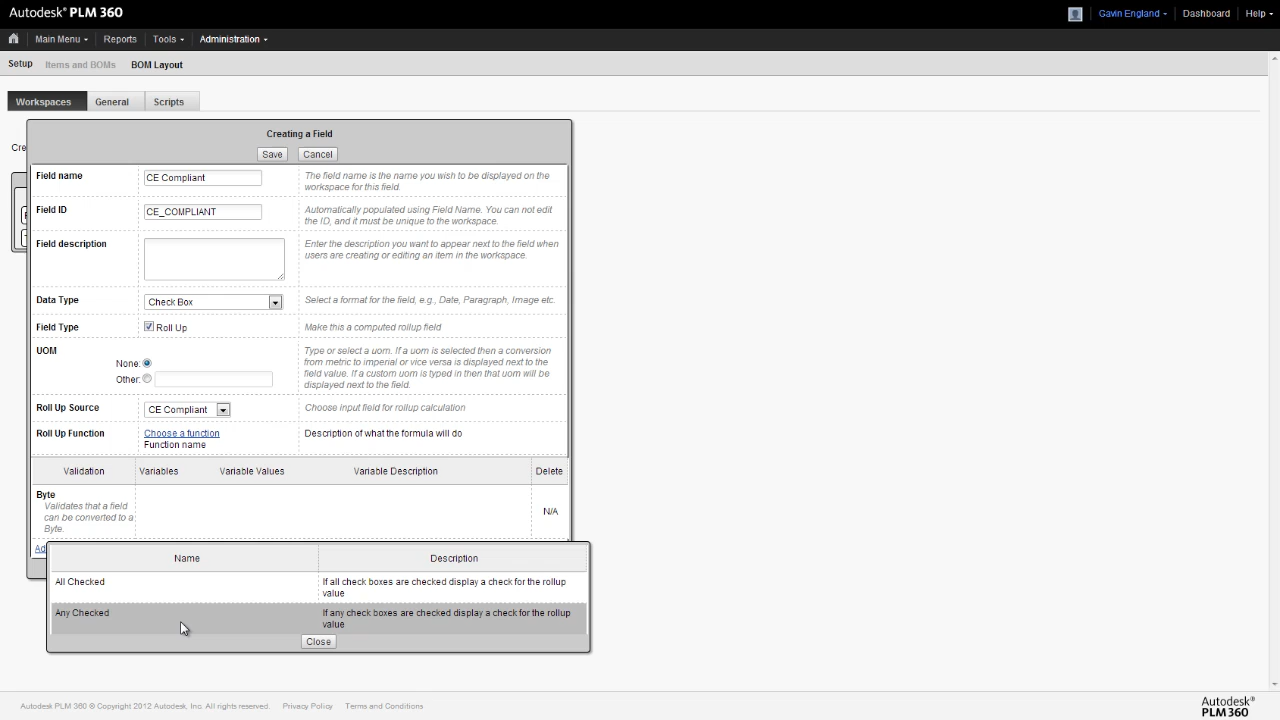 Autodesk® PLM 360
Gavin England Dashboard Help
Main Menu Reports Tools Administration
Setup Items and BOMs BOM Layout
Workspaces General Scripts
Cre
Creating a Field
Save Cancel
Field name CE Compliant The field name is the name you wish to be displayed on the
workspace for this field.
Field ID CE_COMPLIANT Automatically populated using Field Name. You can not edit
the ID, and it must be unique to the workspace.
Field description Enter the description you want to appear next to the field when
users are creating or editing an item in the workspace.
Data Type Check Box Select a format for the field, e.g., Date, Paragraph, Image etc.
Field Type Roll Up Make this a computed rollup field
UOM Type or select a uom. If a uom is selected then a conversion
None: from metric to imperial or vice versa is displayed next to the
Other: field value. If a custom uom is typed in then that uom will be
displayed next to the field.
Roll Up Source CE Compliant Choose input field for rollup calculation
Roll Up Function Choose a function Description of what the formula will do
Function name
Validation Variables Variable Values Variable Description Delete
Byte
Validates that a field
can be converted to a
Byte.
N/A
Ad
Name Description
All Checked If all check boxes are checked display a check for the rollup
value
Any Checked If any check boxes are checked display a check for the rollup
value
Close
Autodesk PLM 360 © Copyright 2012 Autodesk, Inc. All rights reserved. Privacy Policy Terms and Conditions
Autodesk®
PLM 360